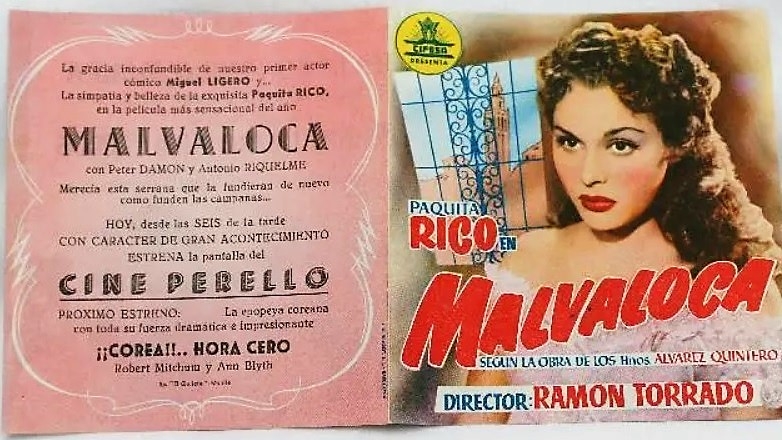 La gracia inconfundible de nuestro primer actor
cómico Miguel LIGERO y...
La simpatía y belleza de la exquisita Paquita RICO,
en la película más sensacional del año
MALVALOCA
con Peter DAMON y Antonio RIQUELME
Merecía esta serrana que la fundieran de nuevo
como funden las campanas...
HOY, desde las SEIS de la tarde
CON CARACTER DE GRAN ACONTECIMIENTO
ESTRENA la pantalla del
CINE PERELLO
PROXIMO ESTRENO: La epopeya coreana
con toda su fuerza dramática e impresionante
¡¡COREA!!.. HORA CERO
Robert Mitchum y Ann Blyth
CIFESA
PRESENTA
PAQUITA
RICO EN
MALVALOCA
SEGÚN LA OBRA DE LOS Hnos ALVAREZ QUINTERO
DIRECTOR: RAMON TORRADO